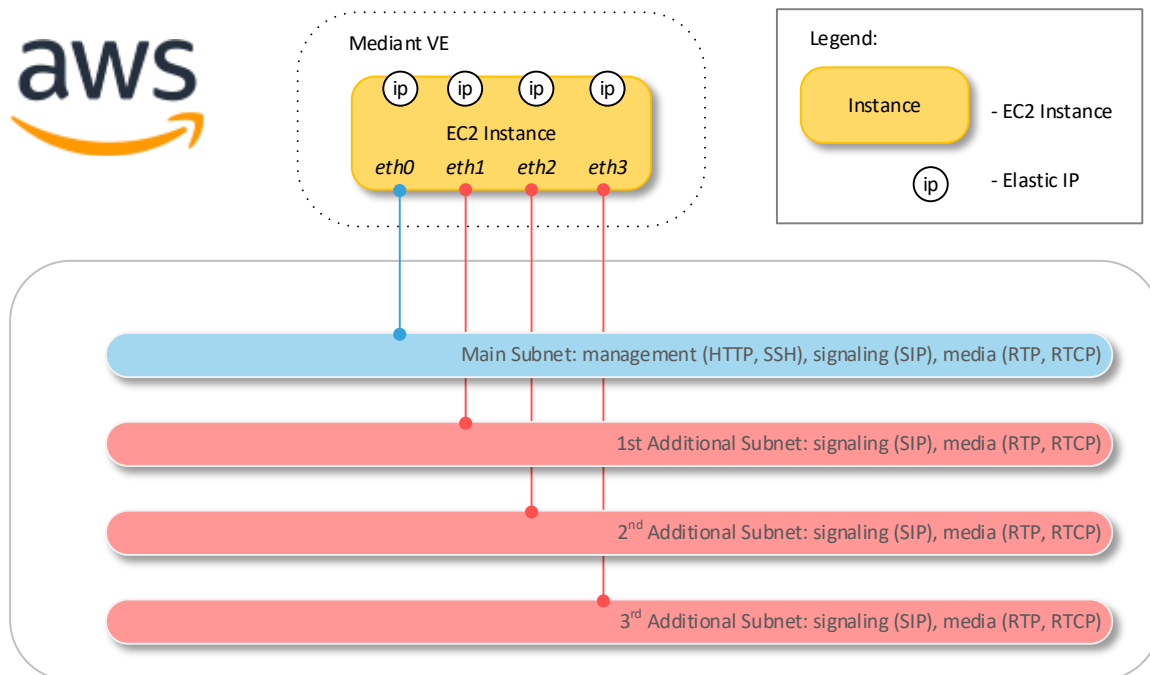 aws
Mediant VE
ip ip ip ip
EC2 Instance
eth0 eth1 eth2 eth3
Legend:
Instance - EC2 Instance
ip - Elastic IP
Main Subnet: management (HTTP, SSH), signaling (SIP), media (RTP, RTCP)
1st Additional Subnet: signaling (SIP), media (RTP, RTCP)
2nd Additional Subnet: signaling (SIP), media (RTP, RTCP)
3rd Additional Subnet: signaling (SIP), media (RTP, RTCP)